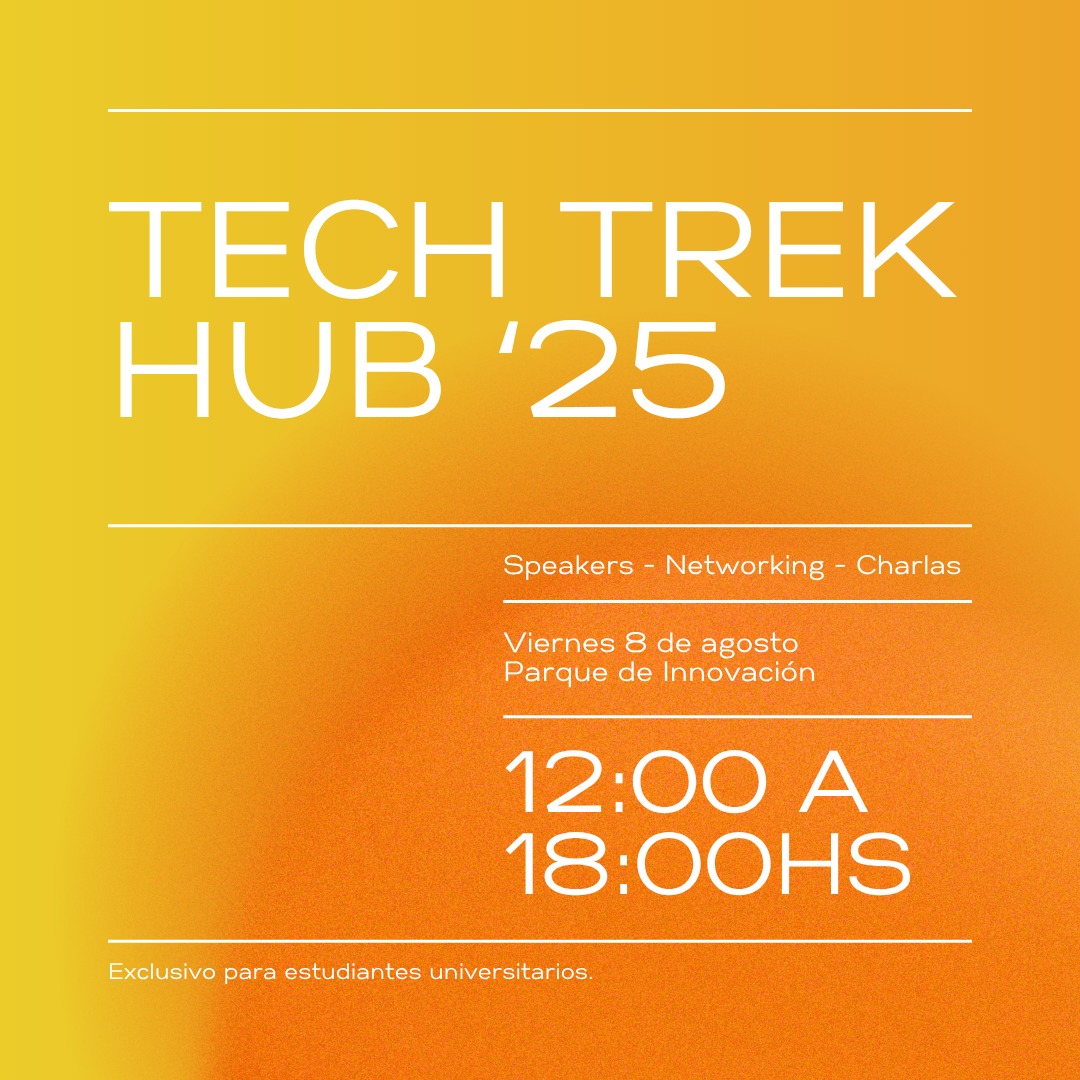 TECH TREK
HUB ‘25
Speakers - Networking - Charlas
Viernes 8 de agosto
Parque de Innovación
12:00 A
18:00HS
Exclusivo para estudiantes universitarios.